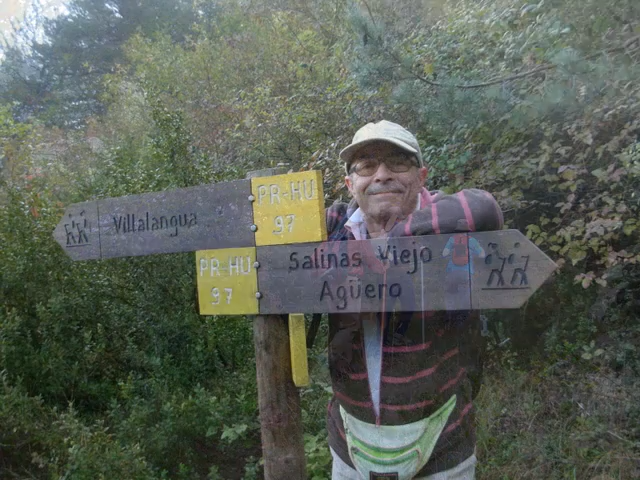 PR-HU
97
Villalangua
PR-HU
97
Salinas Viejo
Agüero